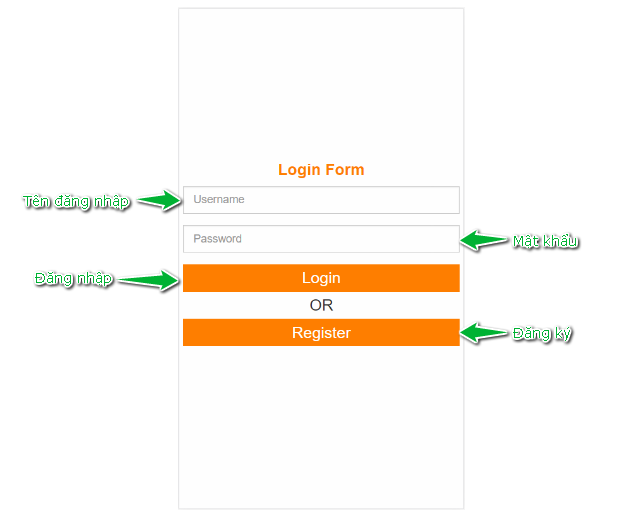 Login Form
Tên đăng nhập
Username
Password
Mật khẩu
Đăng nhập
Login
OR
Register
Đăng ký